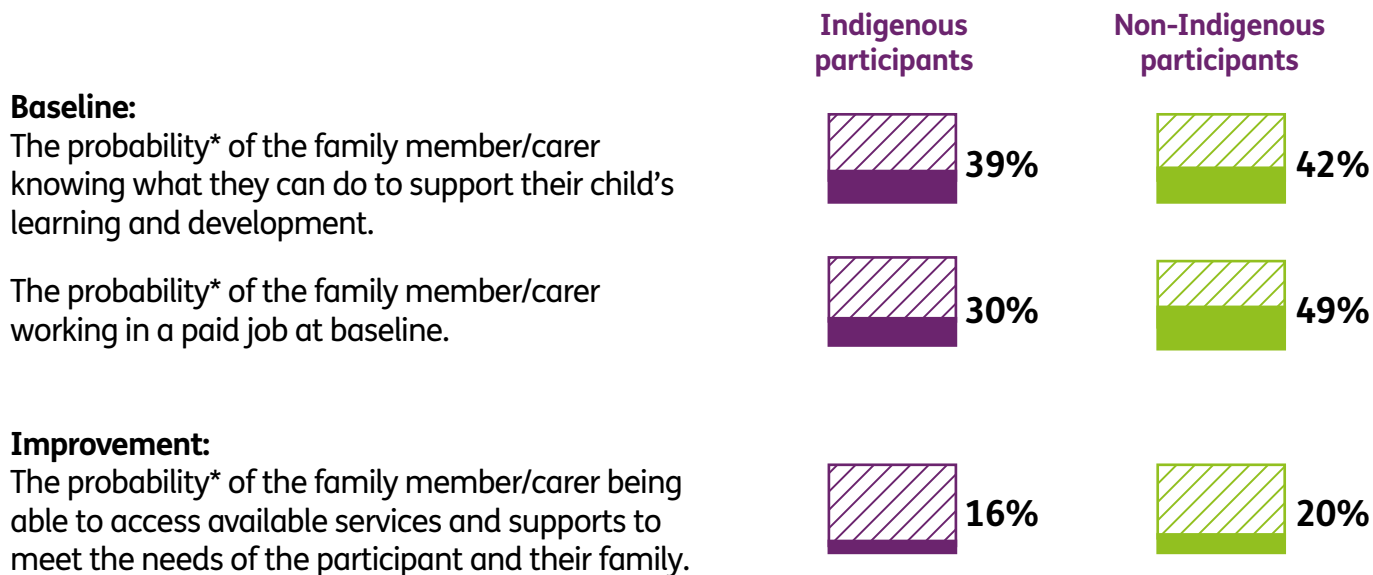 Indigenous participants
Non-Indigenous participants
Baseline:
The probability* of the family member/carer
knowing what they can do to support their child’s
learning and development.
39%
42%
The probability* of the family member/carer
working in a paid job at baseline.
30%
49%
Improvement:
The probability* of the family member/carer being
able to access available services and supports to
meet the needs of the participant and their family.
16%
20%